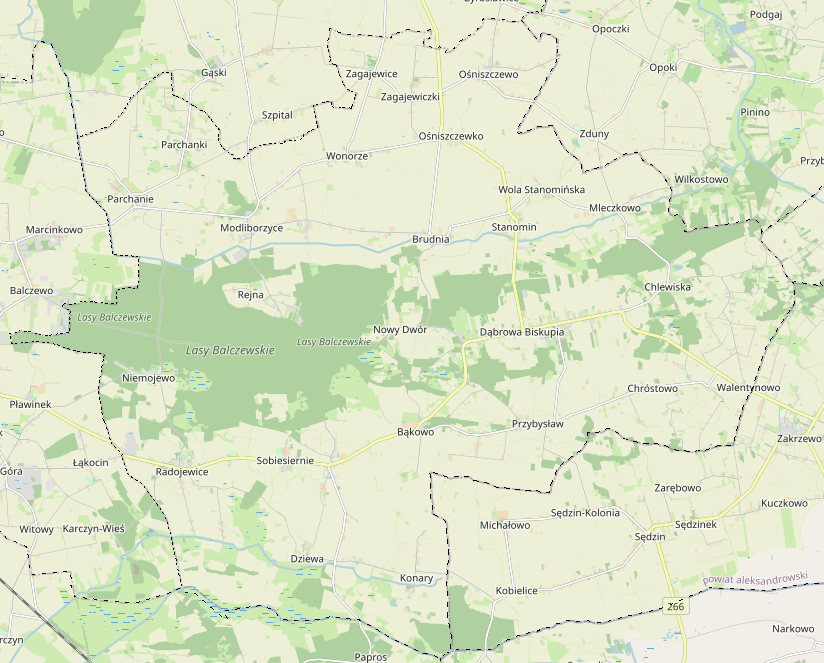 Podgaj
Opoczki
Gąski
Zagajewice
Ośniszczewo
Opoki
Zagajewiczki
Szpital
Pinino
Parchanki
Ośniszczewko
Zduny
Wonorze
Wilkostowo
Parchanie
Wola Stanomińska
Mleczkowo
Marcinkowo
Modliborzyce
Brudnia
Stanomin
Balczewo
Rejna
Chlewiska
Lasy Balczewskie
Nowy Dwór
Dąbrowa Biskupia
Lasy Balczewskie
Lasy Balczewskie
Niemojewo
Chróstowo
Walentynowo
Pławinek
Bąkowo
Przybysław
Zakrzewo
Łąkocin
Sobiesiernie
Góra
Radojewice
Zarębowo
Kuczkowo
Witowy
Karczyn-Wieś
Michałowo
Sędzin-Kolonia
Sędzinek
Sędzin
Dziewa
Konary
powiat aleksandrowski
Kobielice
266
Narkowo
Papros